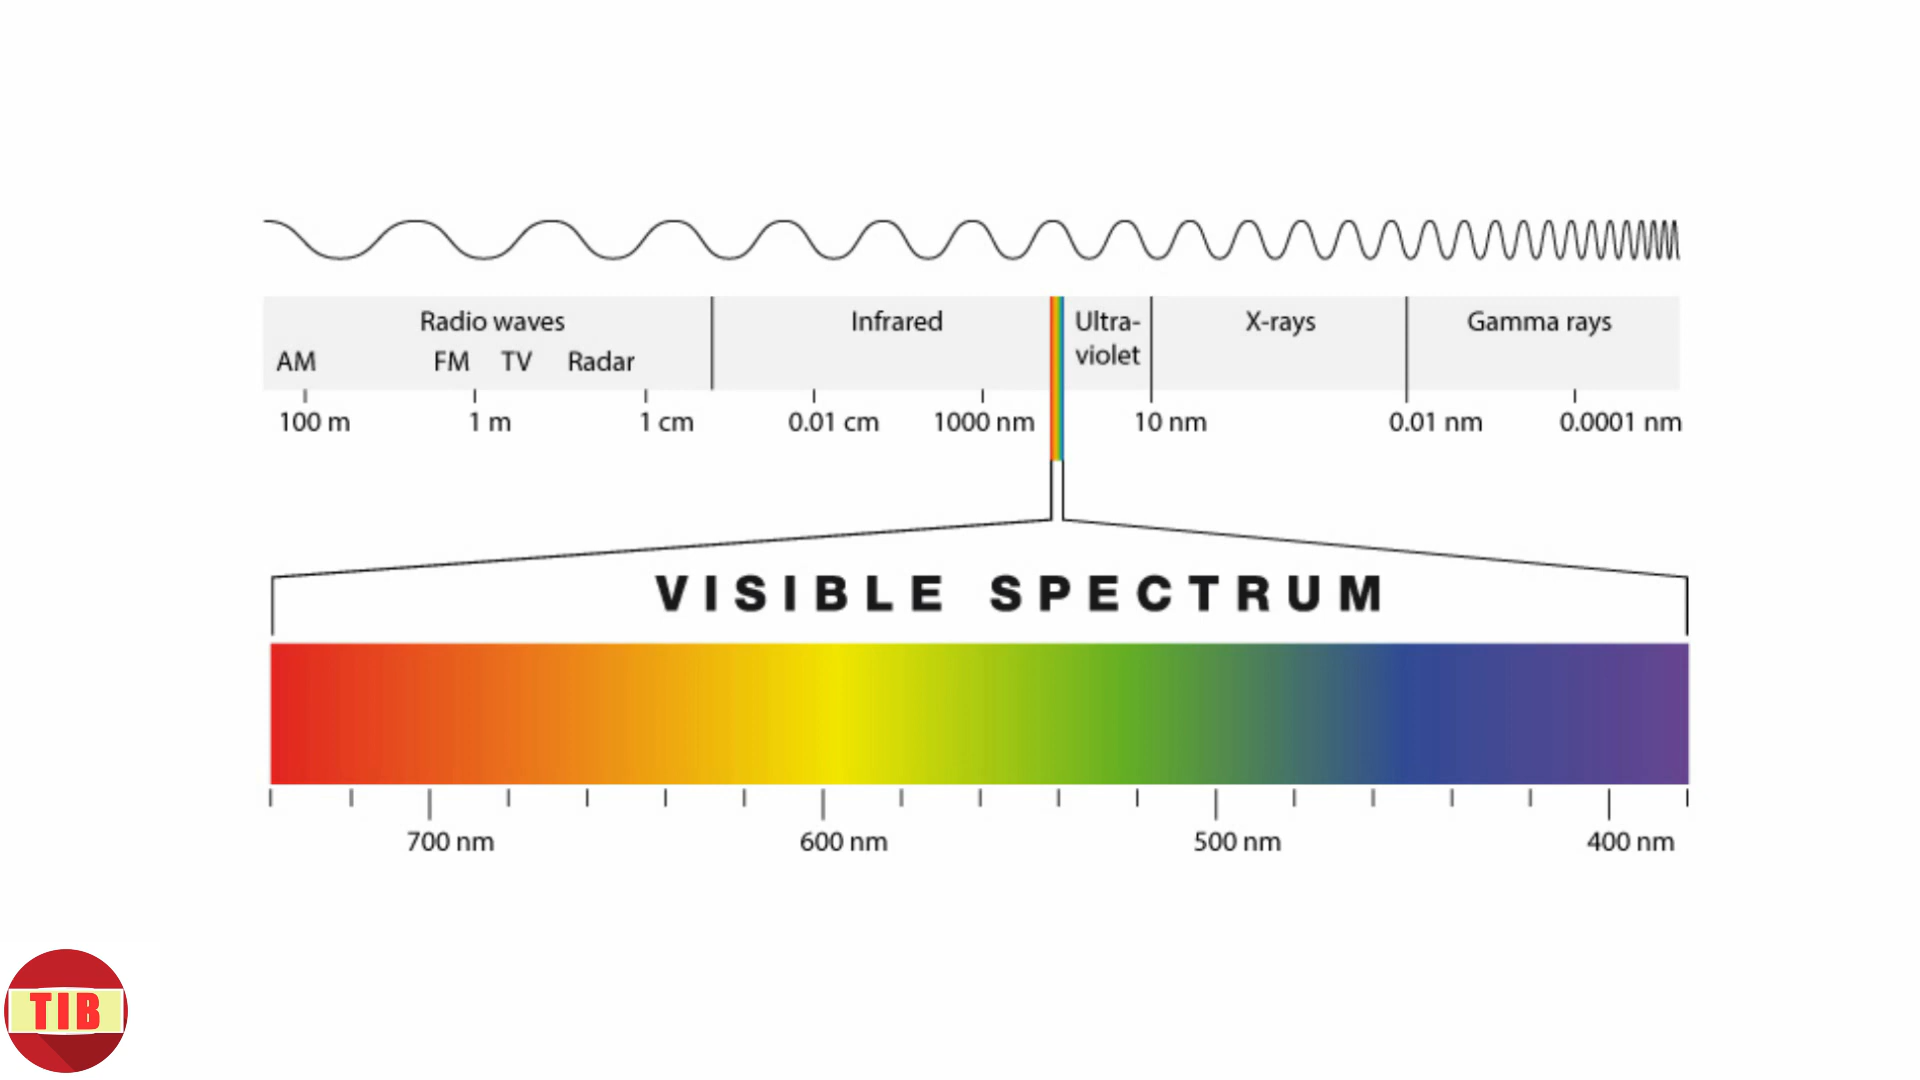 Radio waves Infrared Ultra- X-rays Gamma rays
violet
AM FM TV Radar
100 m 1 m 1 cm 0.01 cm 1000 nm 10 nm 0.01 nm 0.0001 nm
VISIBLE SPECTRUM
700 nm 600 nm 500 nm 400 nm
TIB